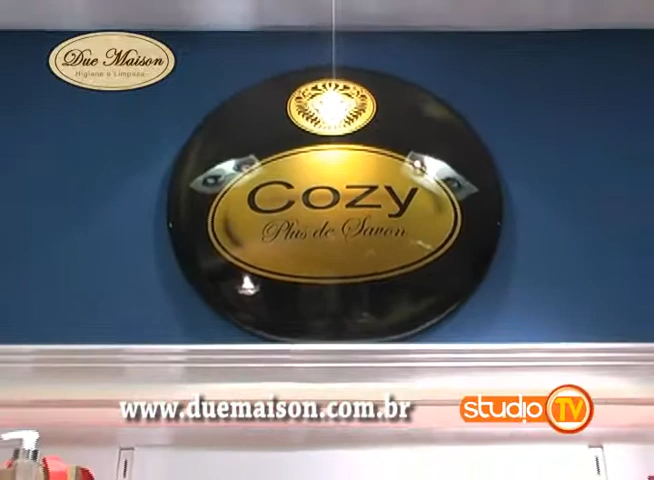 Due Maison
Higiene e Limpeza
Cozy
Plus de Savon
www.duemaison.com.br
studio TV